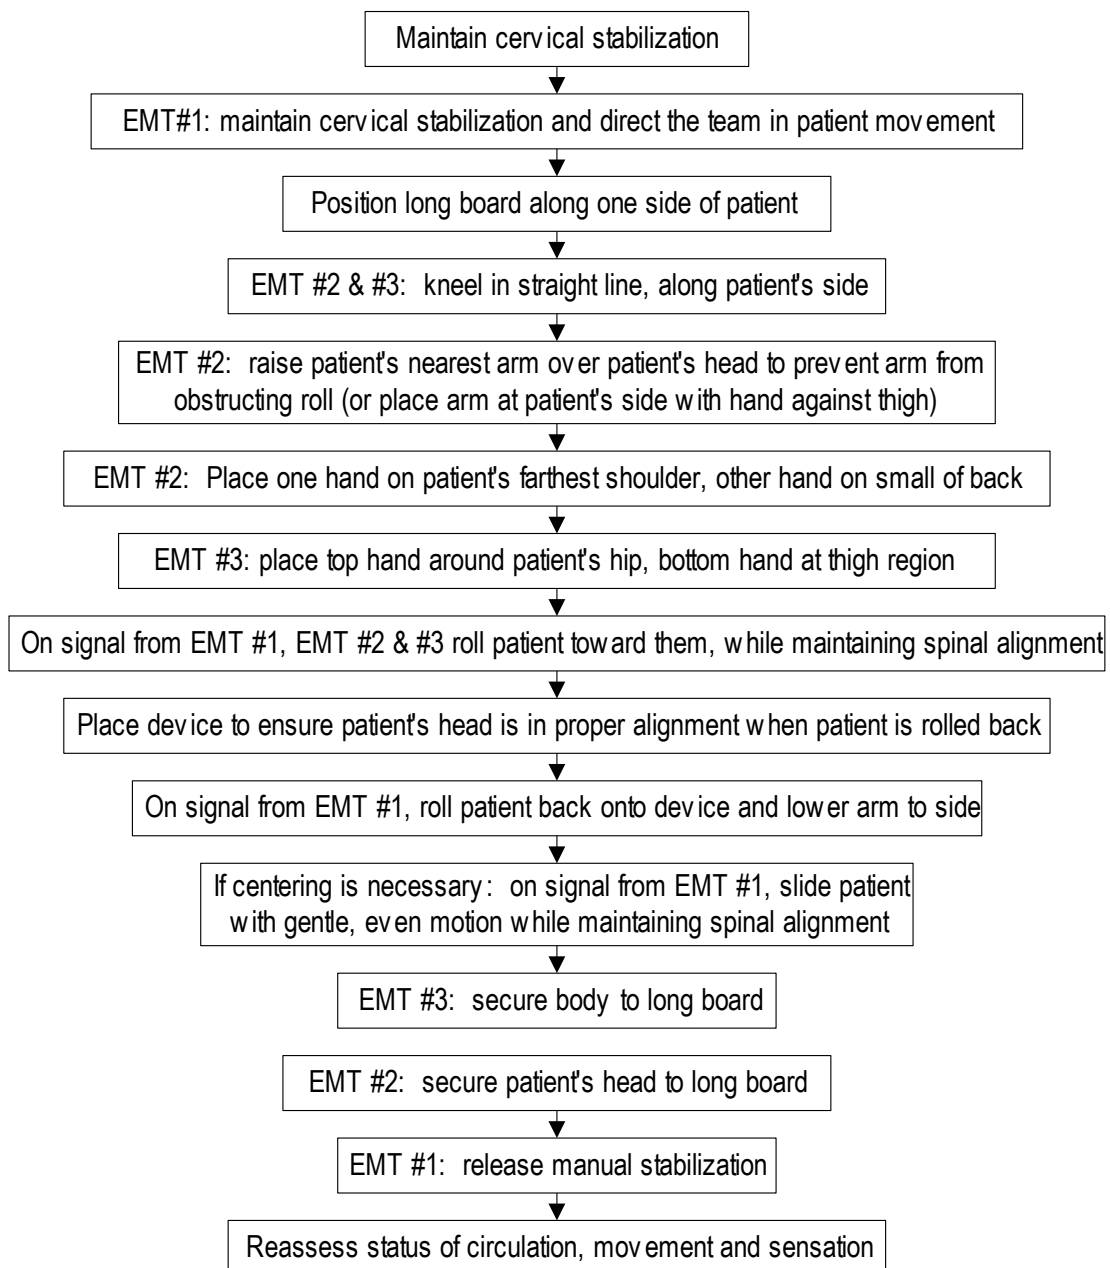 Maintain cervical stabilization
EMT#1: maintain cervical stabilization and direct the team in patient movement
Position long board along one side of patient
EMT #2 & #3: kneel in straight line, along patient's side
EMT #2: raise patient's nearest arm over patient's head to prevent arm from
obstructing roll (or place arm at patient's side with hand against thigh)
EMT #2: Place one hand on patient's farthest shoulder, other hand on small of back
EMT #3: place top hand around patient's hip, bottom hand at thigh region
On signal from EMT #1, EMT #2 & #3 roll patient toward them, while maintaining spinal alignment
Place device to ensure patient's head is in proper alignment when patient is rolled back
On signal from EMT #1, roll patient back onto device and lower arm to side
If centering is necessary: on signal from EMT #1, slide patient
with gentle, even motion while maintaining spinal alignment
EMT #3: secure body to long board
EMT #2: secure patient's head to long board
EMT #1: release manual stabilization
Reassess status of circulation, movement and sensation